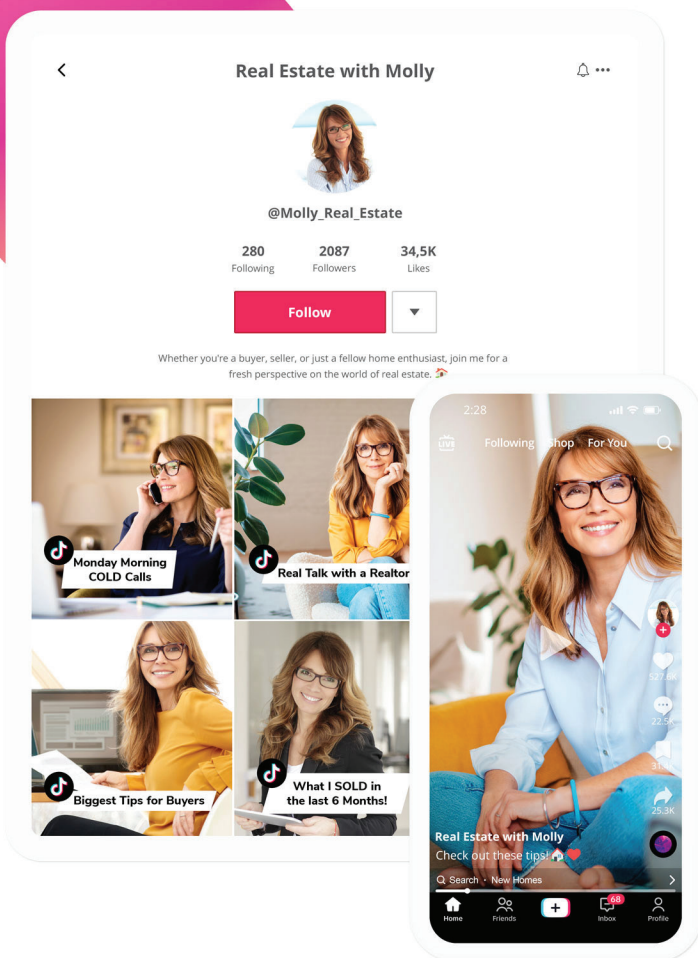 Real Estate with Molly
@Molly_Real_Estate
280 2087 34,5K
Following Followers Likes
Follow
Whether you're a buyer, seller, or just a fellow home enthusiast, join me for a
fresh perspective on the world of real estate.
Monday Morning
COLD Calls
Real Talk with a Realtor
Biggest Tips for Buyers
What I SOLD in
the last 6 Months!
2:28
LIVE Following Shop For You
527.6K
22.5K
25.3K
Real Estate with Molly
Check out these tips!
Search · New Homes
68
Home Friends Inbox Profile